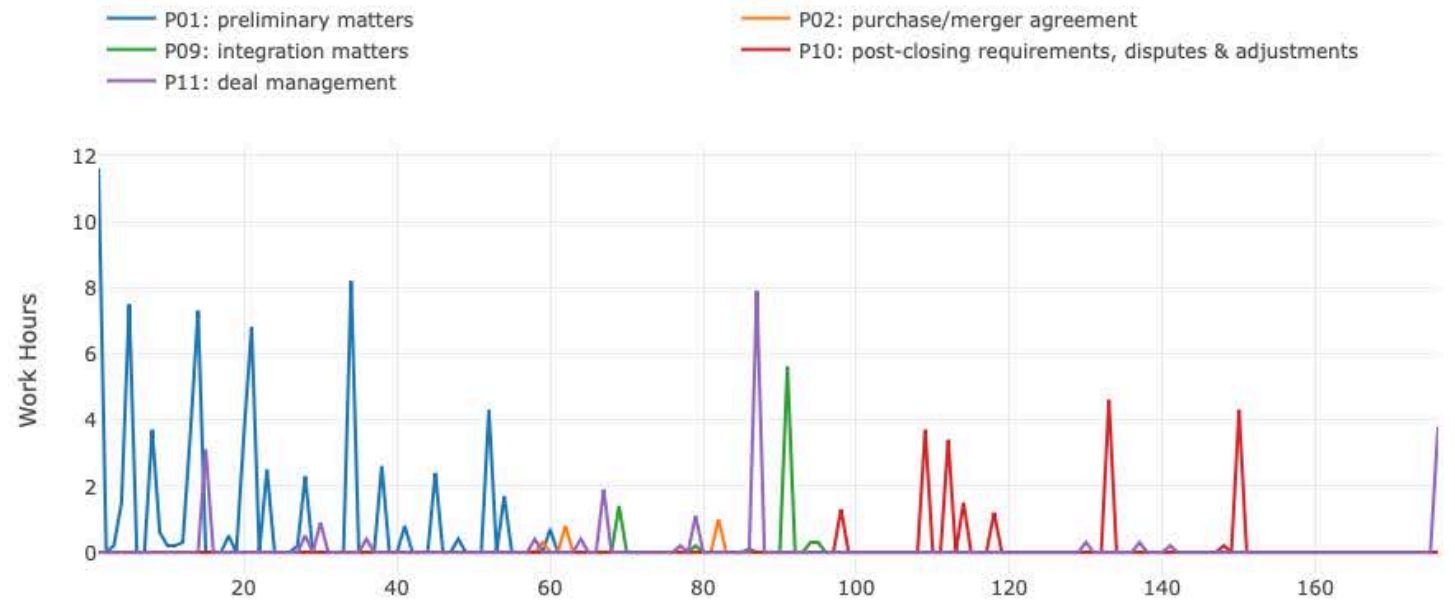 P01: preliminary matters
P02: purchase/merger agreement
P09: integration matters
P10: post-closing requirements, disputes & adjustments
P11: deal management
12
10
8
6
4
2
0
Work Hours
20
40
60
80
100
120
140
160